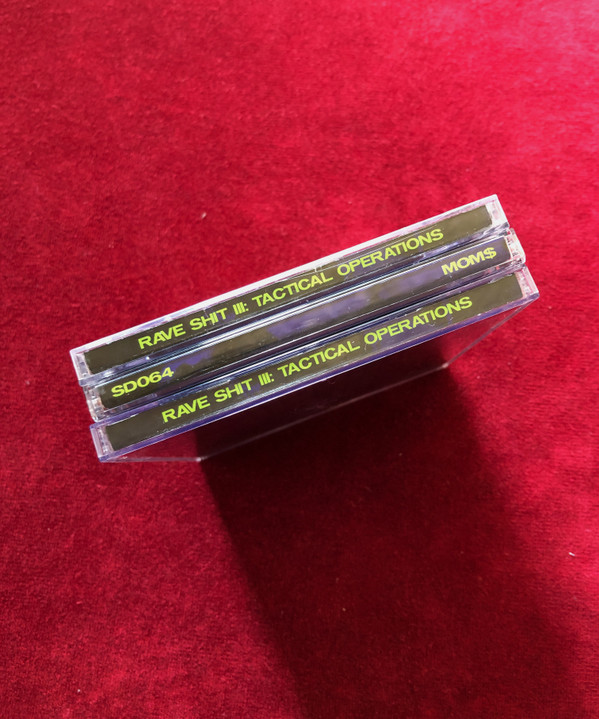 RAVE SHIT III: TACTICAL OPERATIONS
SD064 MOM$
RAVE SHIT III: TACTICAL OPERATIONS